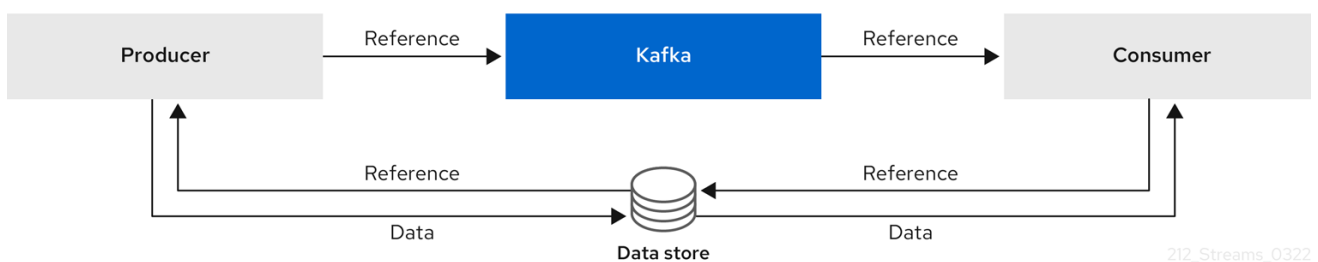 Producer
Reference
Kafka
Reference
Consumer
Reference
Reference
Data
Data
Data store
212_Streams_0322